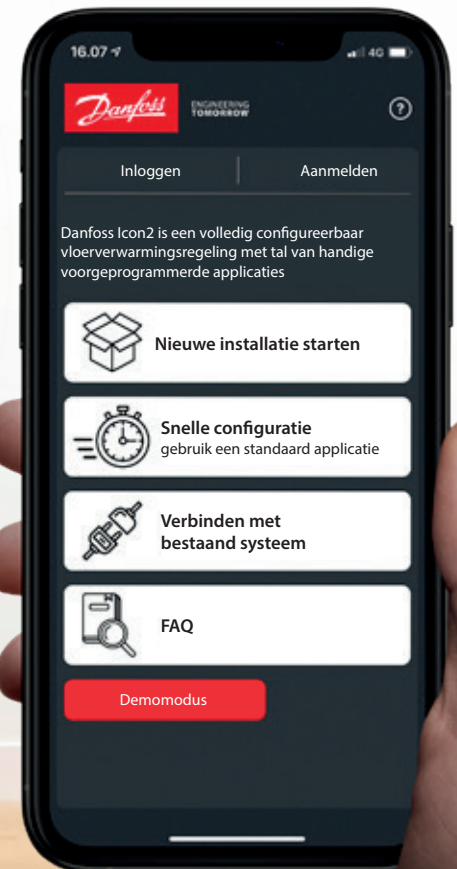 16.07
4G
Danfoss
ENGINEERING
TOMORROW
?
Inloggen
Aanmelden
Danfoss Icon2 is een volledig configureerbaar
vloerverwarmingsregeling met tal van handige
voorgeprogrammerde applicaties
Nieuwe installatie starten
Snelle configuratie
gebruik een standaard applicatie
Verbinden met
bestaand systeem
FAQ
Demomodus